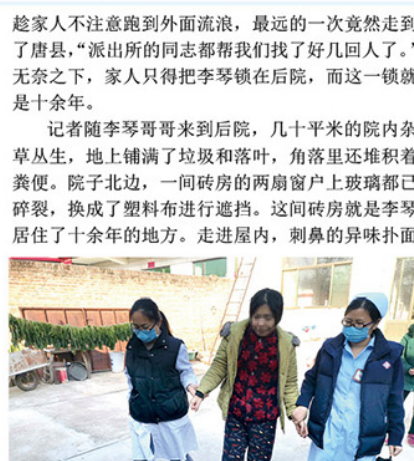 趁家人不注意跑到外面流浪，最远的一次竟然走到
了唐县，“派出所的同志都帮我们找了好几回人了。”
无奈之下，家人只得把李琴锁在后院，而这一锁就
是十余年。
记者随李琴哥哥来到后院，几十平米的院内杂
草丛生，地上铺满了垃圾和落叶，角落里还堆积着
粪便。院子北边，一间砖房的两扇窗户上玻璃都已
碎裂，换成了塑料布进行遮挡。这间砖房就是李琴
居住了十余年的地方。走进屋内，刺鼻的异味扑面